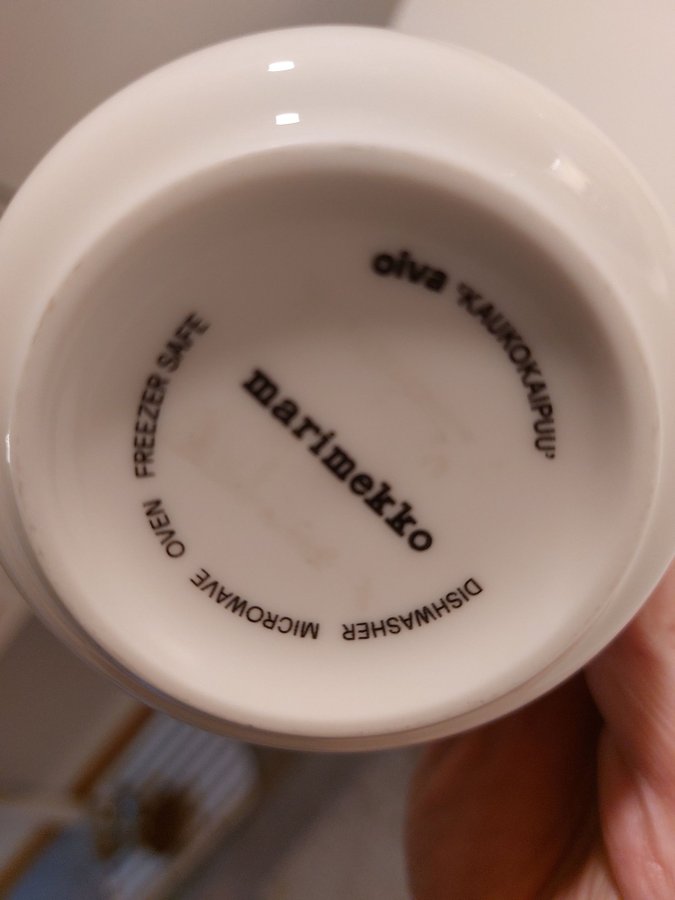 oiva 'KAUKOKAIPUU'
marimekko
DISHWASHER MICROWAVE OVEN FREEZER SAFE